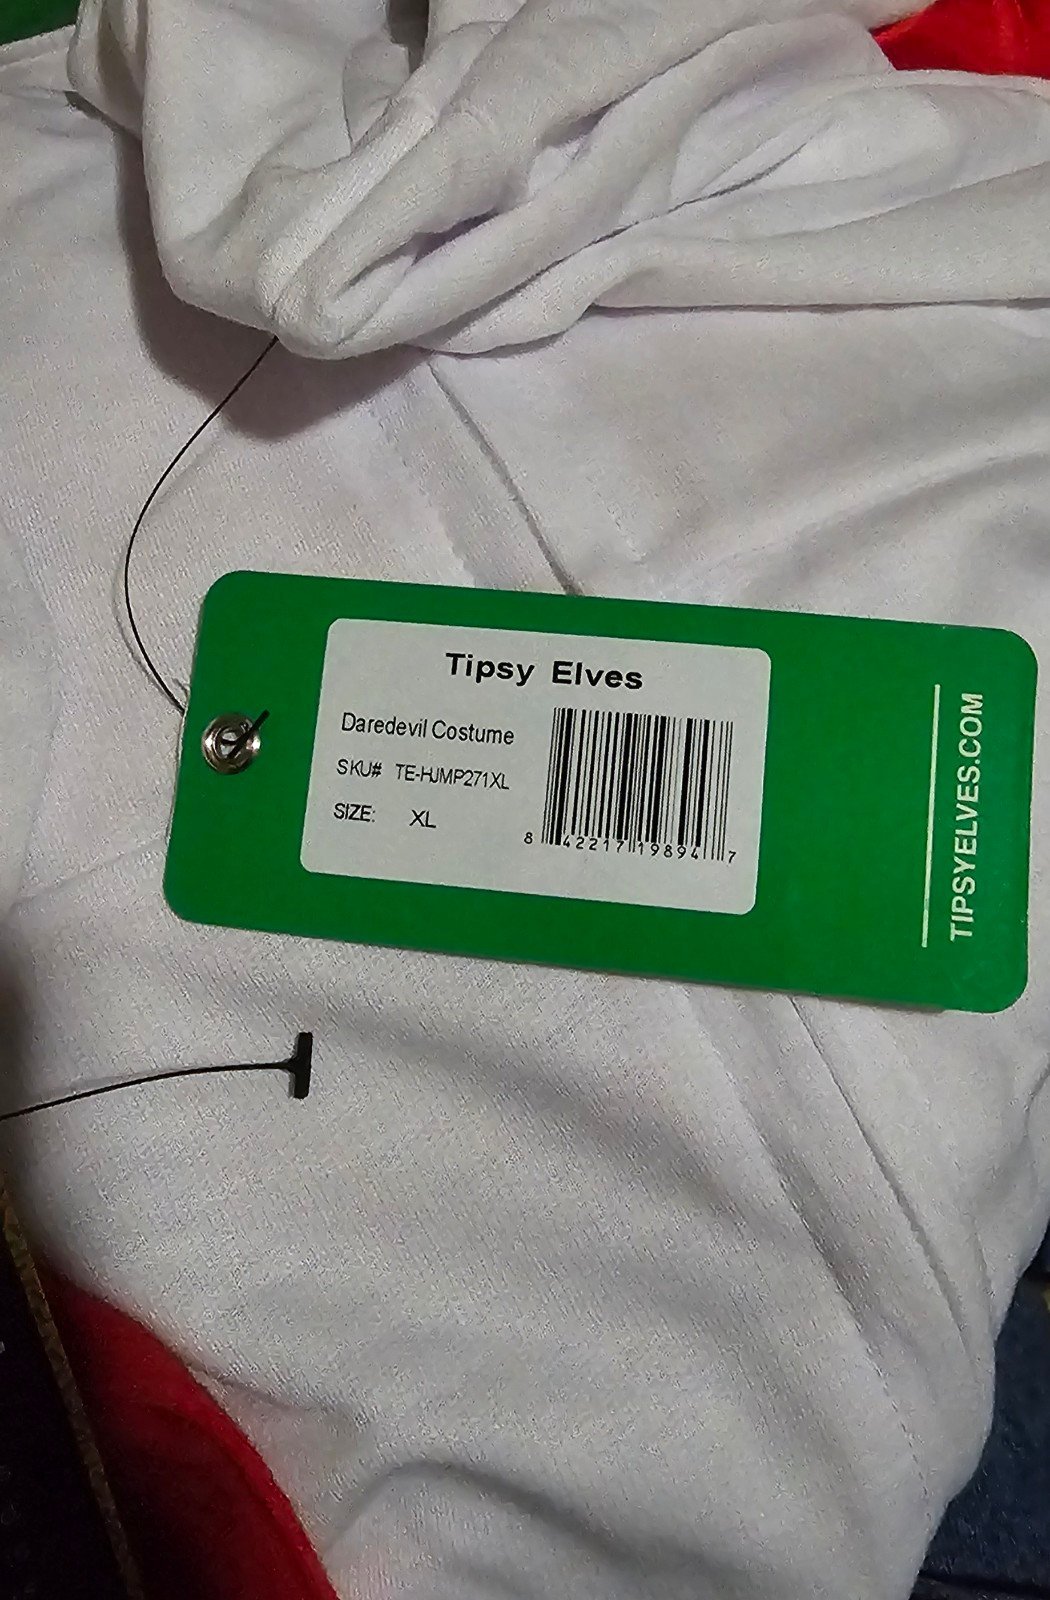 Tipsy Elves
Daredevil Costume
SKU# TE-HJMP271XL
SIZE: XL
8 42217 19894 7
TIPSYELVES.COM